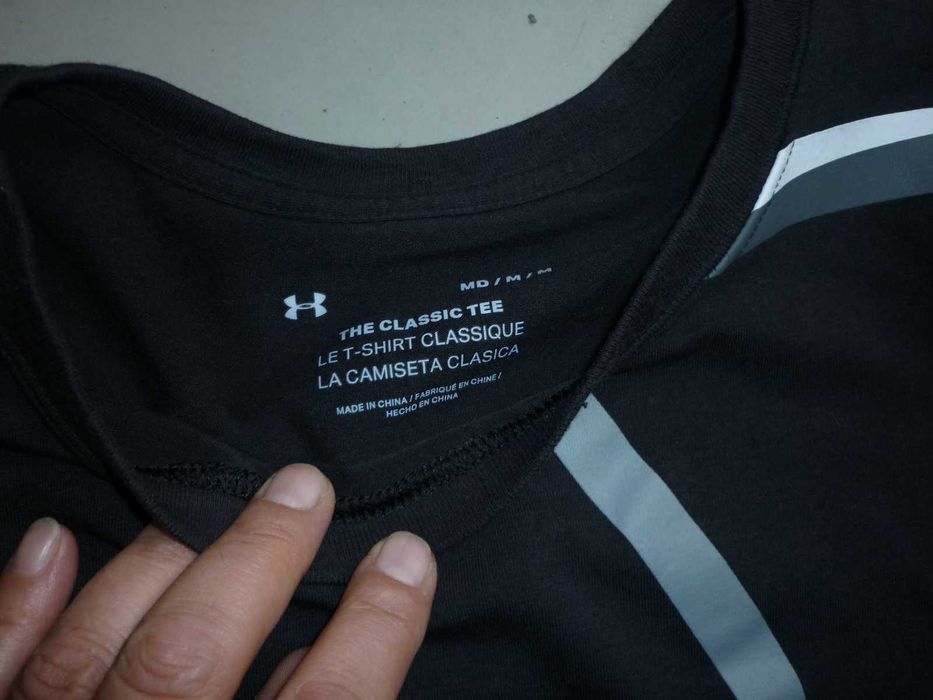 MD / M / M
THE CLASSIC TEE
LE T-SHIRT CLASSIQUE
LA CAMISETA CLASICA
MADE IN CHINA / FABRIQUÉ EN CHINE /
HECHO EN CHINA